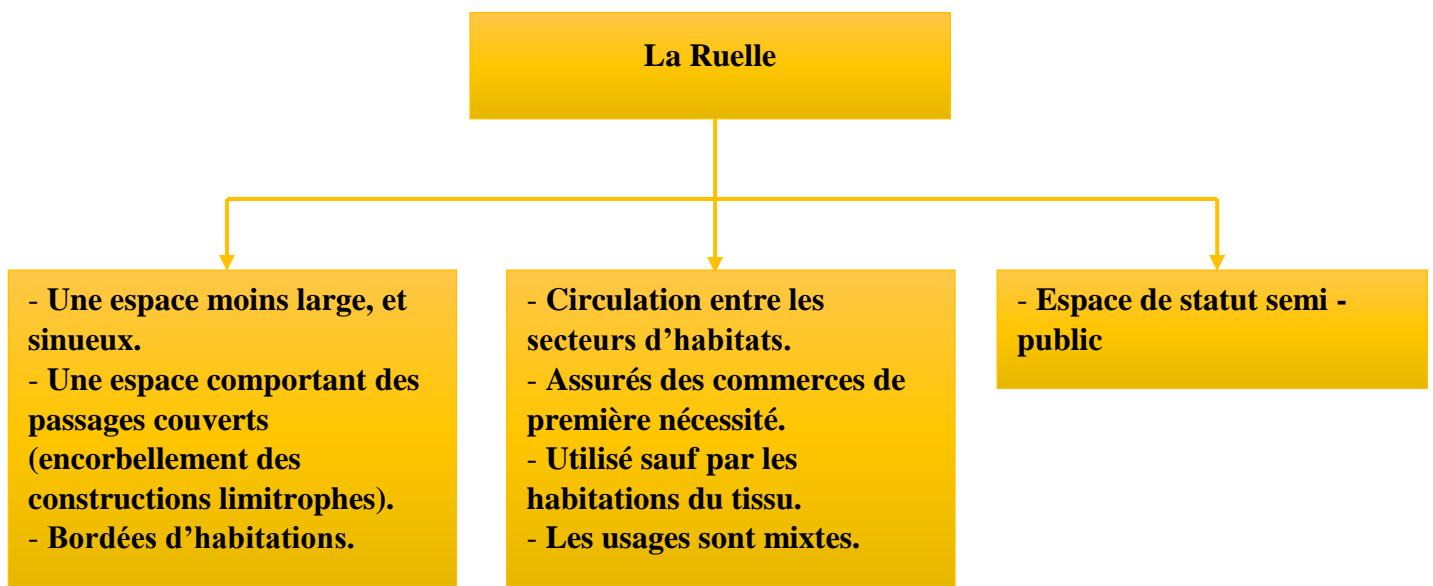 La Ruelle
- Une espace moins large, et
sinueux.
- Une espace comportant des
passages couverts
(encorbellement des
constructions limitrophes).
- Bordées d’habitations.
- Circulation entre les
secteurs d’habitats.
- Assurés des commerces de
première nécessité.
- Utilisé sauf par les
habitations du tissu.
- Les usages sont mixtes.
- Espace de statut semi -
public